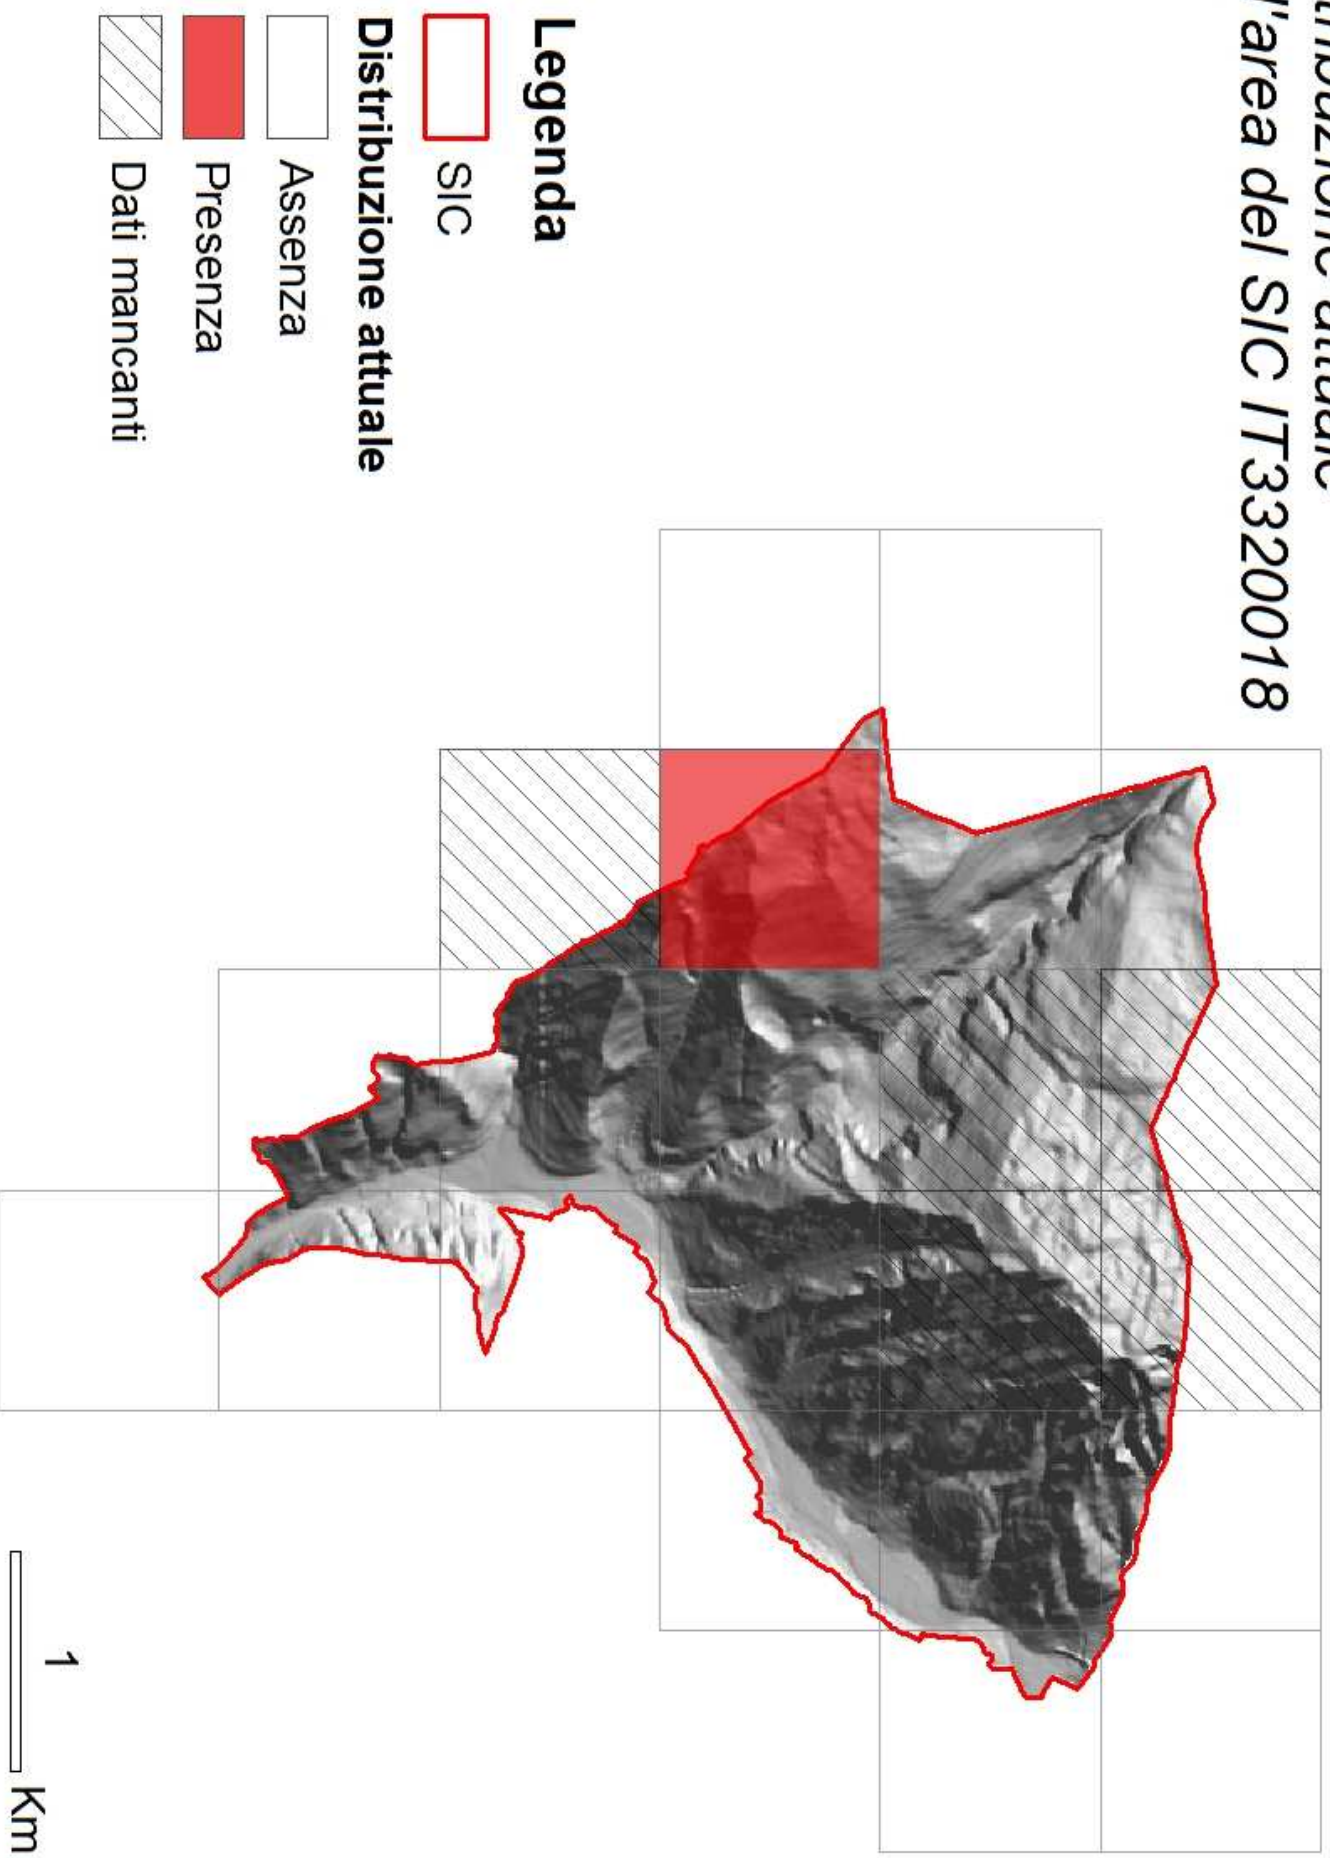 l'area del SIC IT3320018
Legenda
SIC
Distribuzione attuale
Assenza
Presenza
Dati mancanti
1
Km